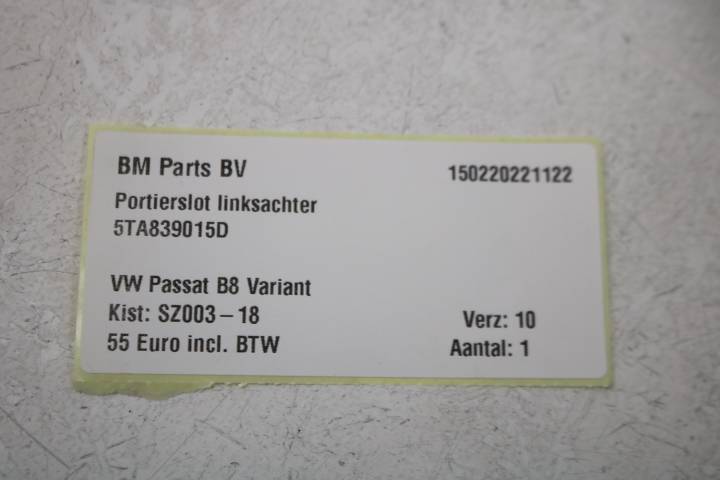 BM Parts BV 150220221122
Portierslot linksachter
5TA839015D
VW Passat B8 Variant
Kist: SZ003-18 Verz: 10
55 Euro incl. BTW Aantal: 1